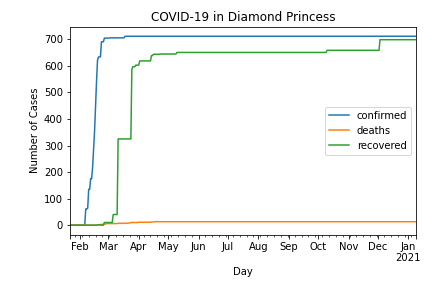 COVID-19 in Diamond Princess
Number of Cases
700
600
500
400
300
200
100
0
confirmed
deaths
recovered
Feb Mar Apr May Jun Jul Aug Sep Oct Nov Dec Jan
2021
Day